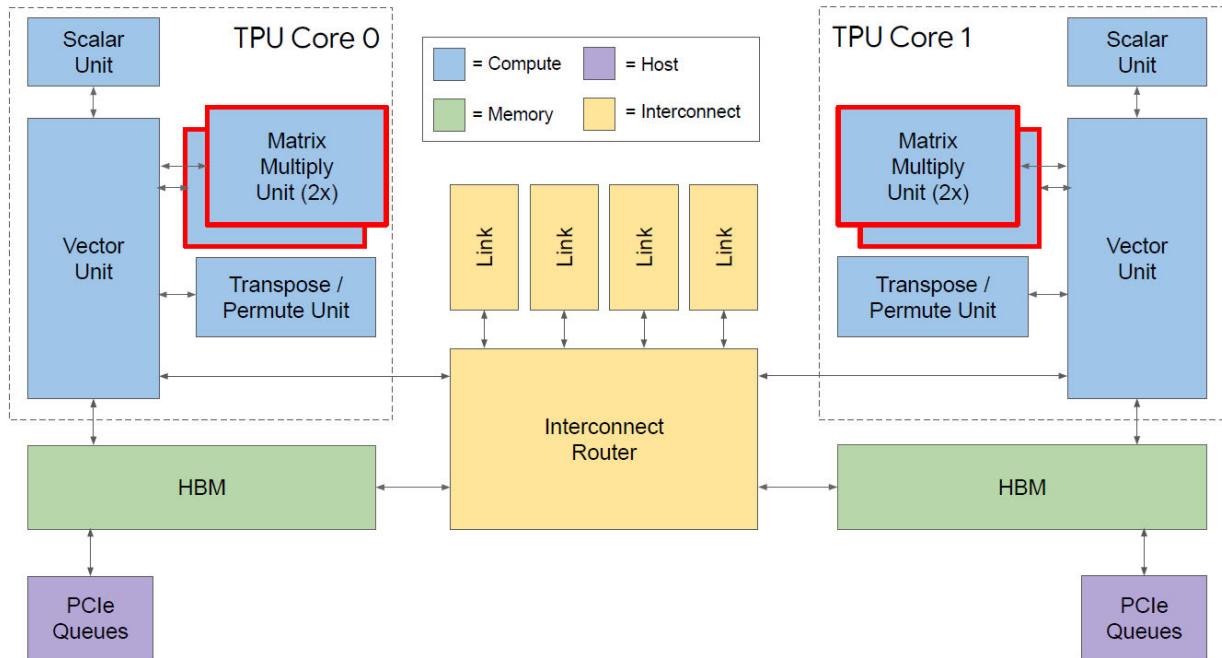 TPU Core 0
Scalar
Unit
Matrix
Multiply
Unit (2x)
Vector
Unit
Transpose /
Permute Unit
= Compute
= Host
= Memory
= Interconnect
Link
Link
Link
Link
Interconnect
Router
TPU Core 1
Scalar
Unit
Matrix
Multiply
Unit (2x)
Vector
Unit
Transpose /
Permute Unit
HBM
HBM
PCIe
Queues
PCIe
Queues